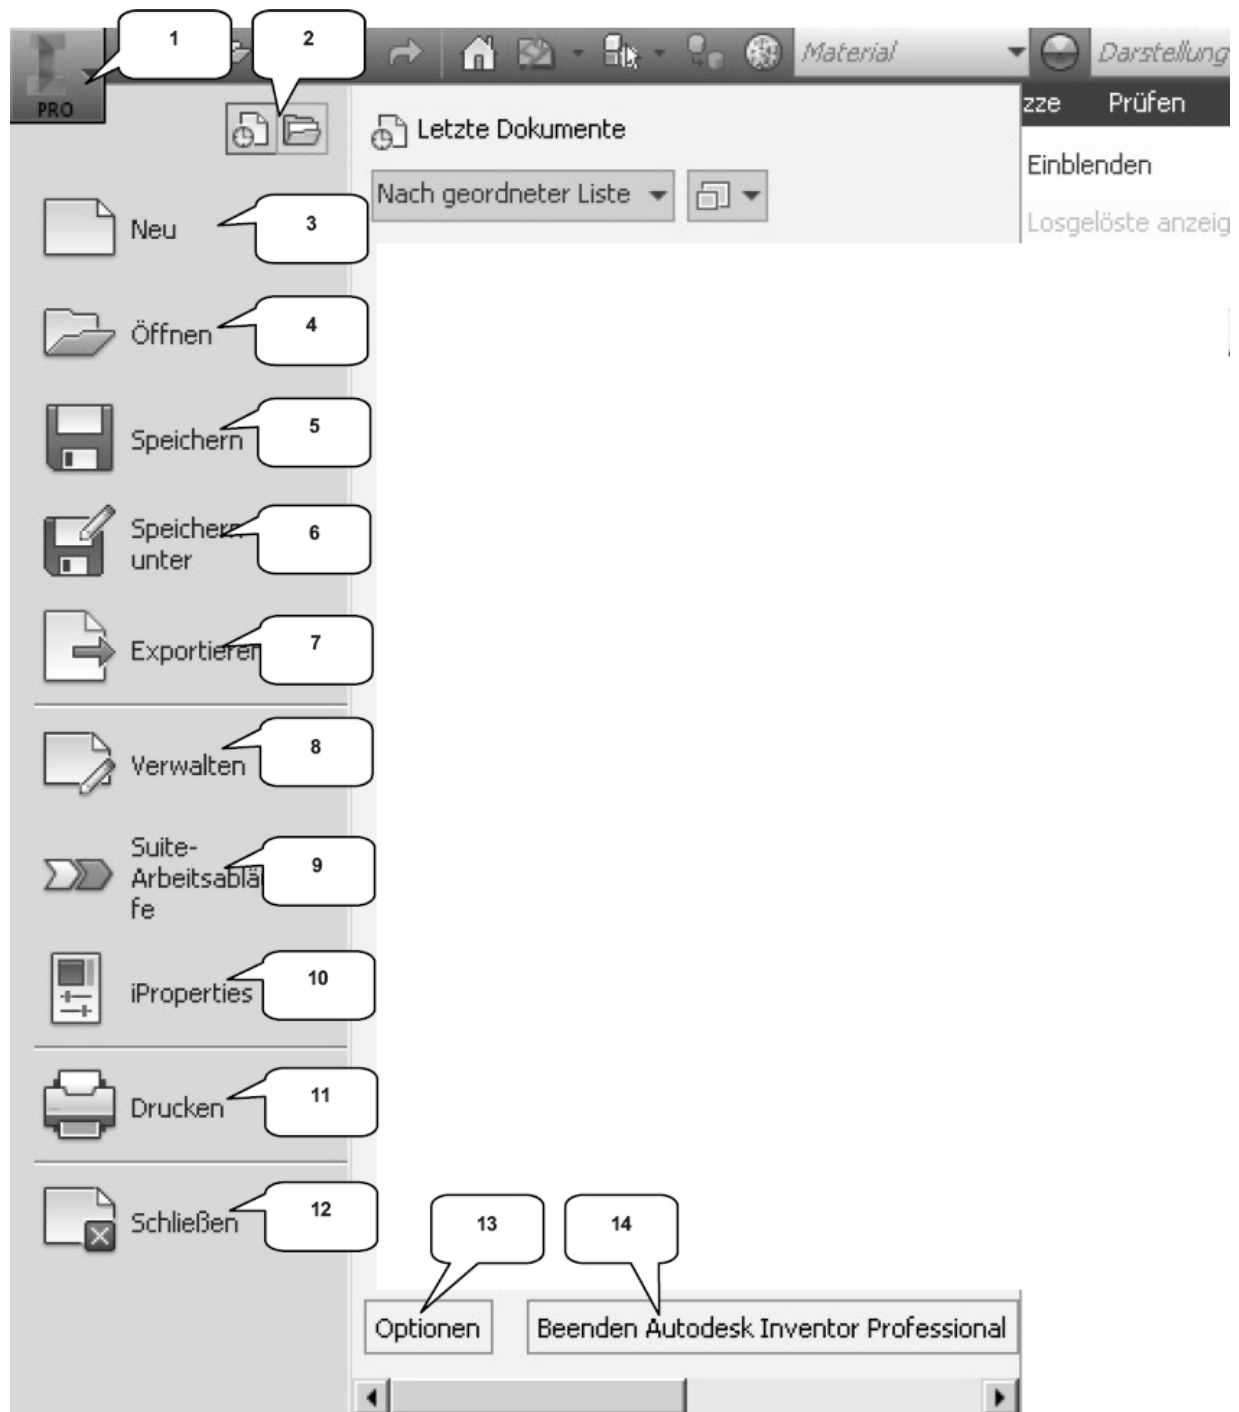 1
2
Material
Darstellung
PRO
zze Prüfen
Letzte Dokumente
Einblenden
Nach geordneter Liste
Losgelöste anzeig
Neu
3
Öffnen
4
Speichern
5
Speichern
unter
6
Exportieren
7
Verwalten
8
Suite-
Arbeitsabläu
fe
9
iProperties
10
Drucken
11
Schließen
12
13
14
Optionen
Beenden Autodesk Inventor Professional